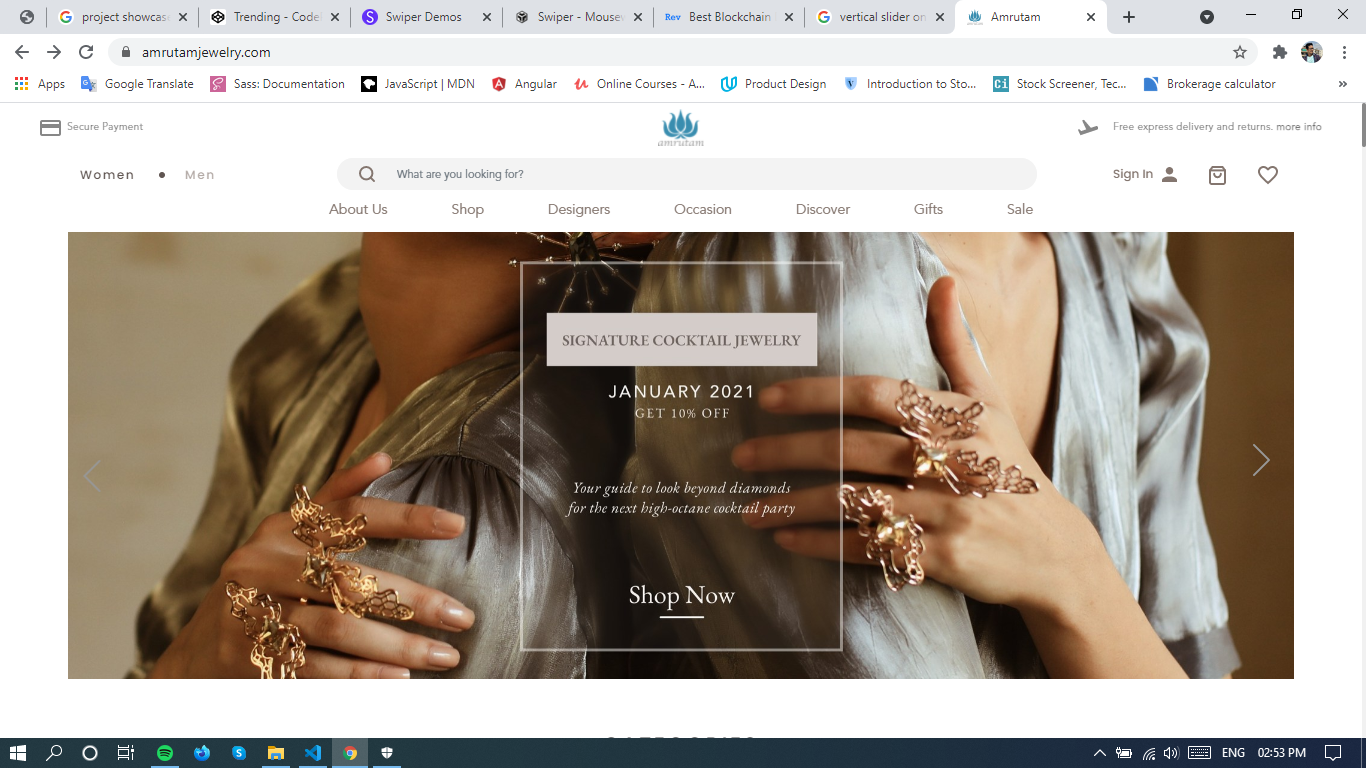 project showcase
Trending - Code
Swiper Demos
Swiper - Mousew
Rev
Best Blockchain
vertical slider on
Amrutam
amrutamjewelry.com
Apps
Google Translate
Sass: Documentation
JavaScript | MDN
Angular
Online Courses - A...
Product Design
Introduction to Sto...
Stock Screener, Tec...
Brokerage calculator
Secure Payment
amrutam
Free express delivery and returns. more info
Women
Men
What are you looking for?
Sign In
About Us
Shop
Designers
Occasion
Discover
Gifts
Sale
SIGNATURE COCKTAIL JEWELRY
JANUARY 2021
GET 10% OFF
Your guide to look beyond diamonds
for the next high-octane cocktail party
Shop Now
ENG
02:53 PM